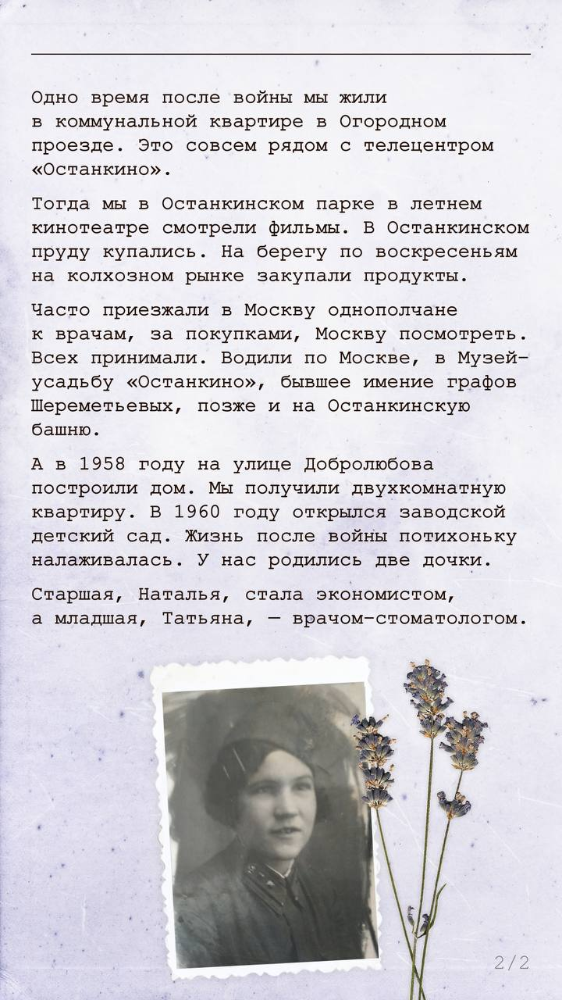 Одно время после войны мы жили
в коммунальной квартире в Огородном
проезде. Это совсем рядом с телецентром
«Останкино».
Тогда мы в Останкинском парке в летнем
кинотеатре смотрели фильмы. В Останкинском
пруду купались. На берегу по воскресеньям
на колхозном рынке закупали продукты.
Часто приезжали в Москву однополчане
к врачам, за покупками, Москву посмотреть.
Всех принимали. Водили по Москве, в Музей-
усадьбу «Останкино», бывшее имение графов
Шереметьевых, позже и на Останкинскую
башню.
А в 1958 году на улице Добролюбова
построили дом. Мы получили двухкомнатную
квартиру. В 1960 году открылся заводской
детский сад. Жизнь после войны потихоньку
налаживалась. У нас родились две дочки.
Старшая, Наталья, стала экономистом,
а младшая, Татьяна, — врачом-стоматологом.
2/2